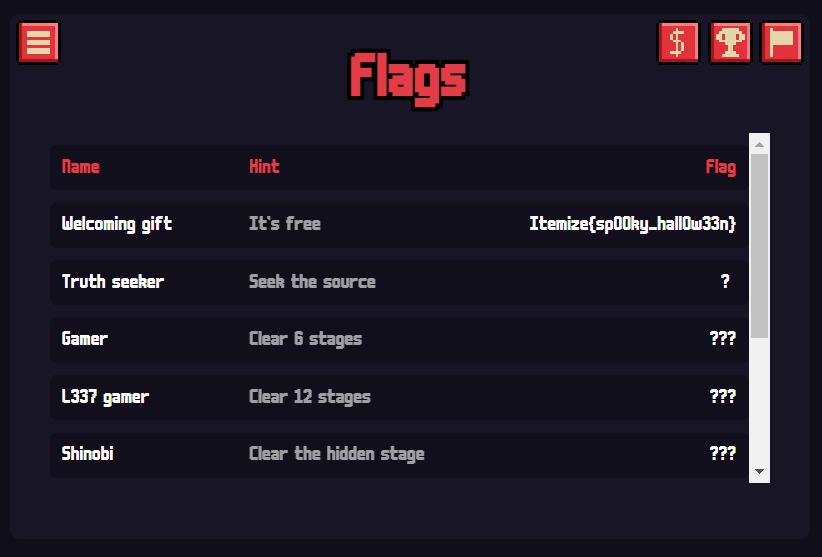 $
Flags
Name Hint Flag
Welcoming gift It's free Itemize{sp00ky_hall0w33n}
Truth seeker Seek the source ?
Gamer Clear 6 stages ???
L337 gamer Clear 12 stages ???
Shinobi Clear the hidden stage ???